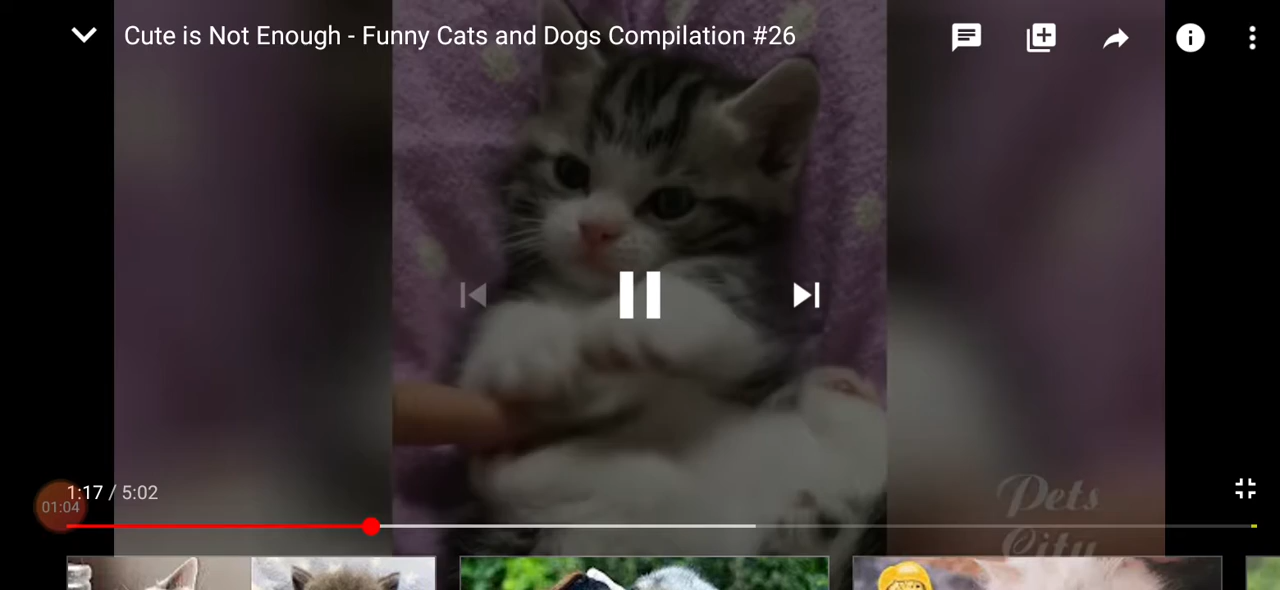 Cute is Not Enough - Funny Cats and Dogs Compilation #26
1:17 / 5:02
01:04
Pets
City